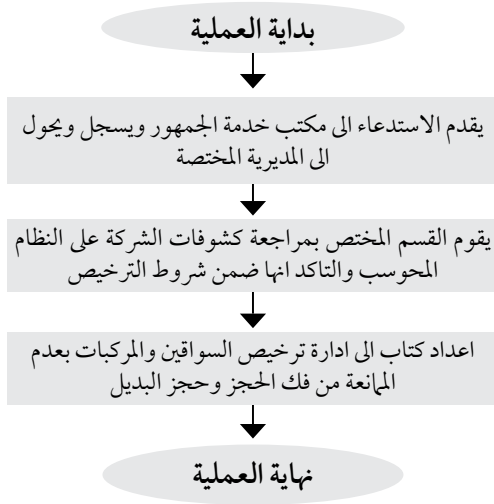 بداية العملية
يقدم الاستدعاء الى مكتب خدمة الجمهور ويسجل ويحول
الى المديرية المختصة
يقوم القسم المختص بمراجعة كشوفات الشركة على النظام
المحوسب والتاكد انها ضمن شروط الترخيص
اعداد كتاب الى ادارة ترخيص السواقين والمركبات بعدم
الممانعة من فك الحجز وحجز البديل
نهاية العملية